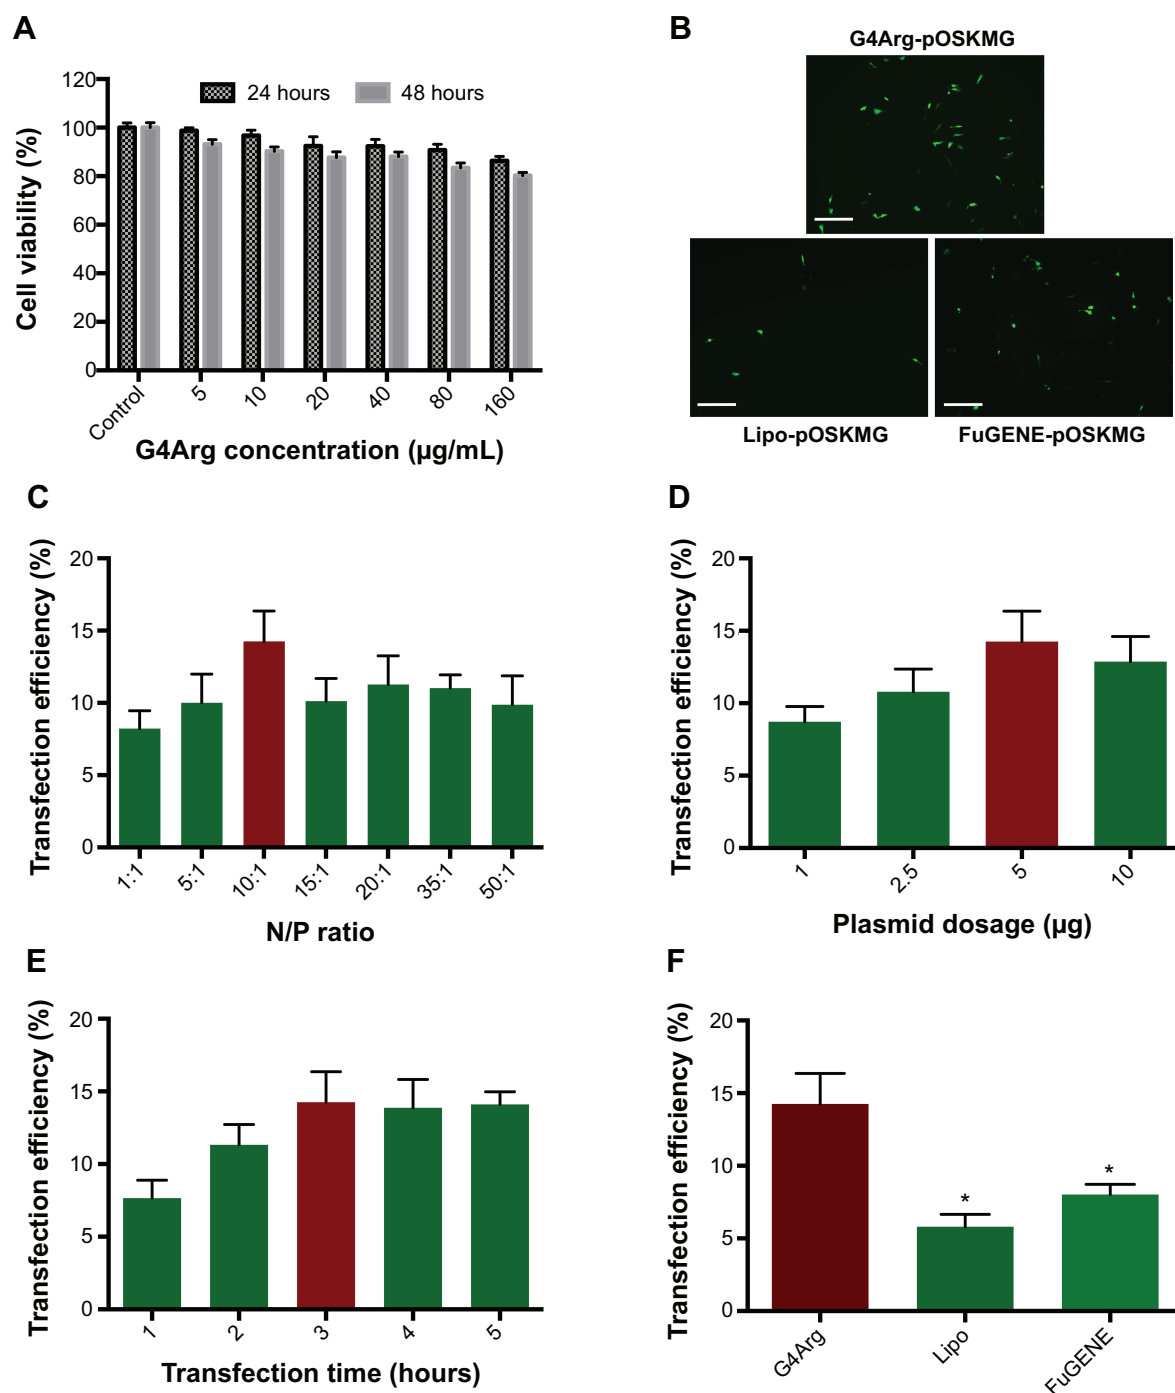 A
120
100
80
60
40
20
0
Cell viability (%)
24 hours
48 hours
Control
5
10
20
40
80
160
G4Arg concentration (µg/mL)
B
G4Arg-pOSKMG
Lipo-pOSKMG
FuGENE-pOSKMG
C
20
15
10
5
0
Transfection efficiency (%)
1:1
5:1
10:1
15:1
20:1
35:1
50:1
N/P ratio
D
20
15
10
5
0
Transfection efficiency (%)
1
2.5
5
10
Plasmid dosage (µg)
E
20
15
10
5
0
Transfection efficiency (%)
1
2
3
4
5
Transfection time (hours)
F
20
15
10
5
0
Transfection efficiency (%)
*
*
G4Arg
Lipo
FuGENE